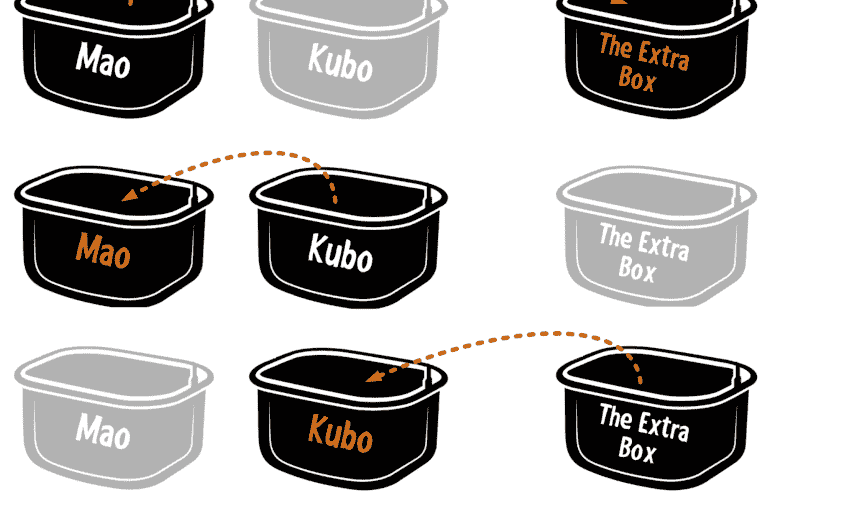 Mao
Kubo
The Extra
Box
Mao
Kubo
The Extra
Box
Mao
Kubo
The Extra
Box